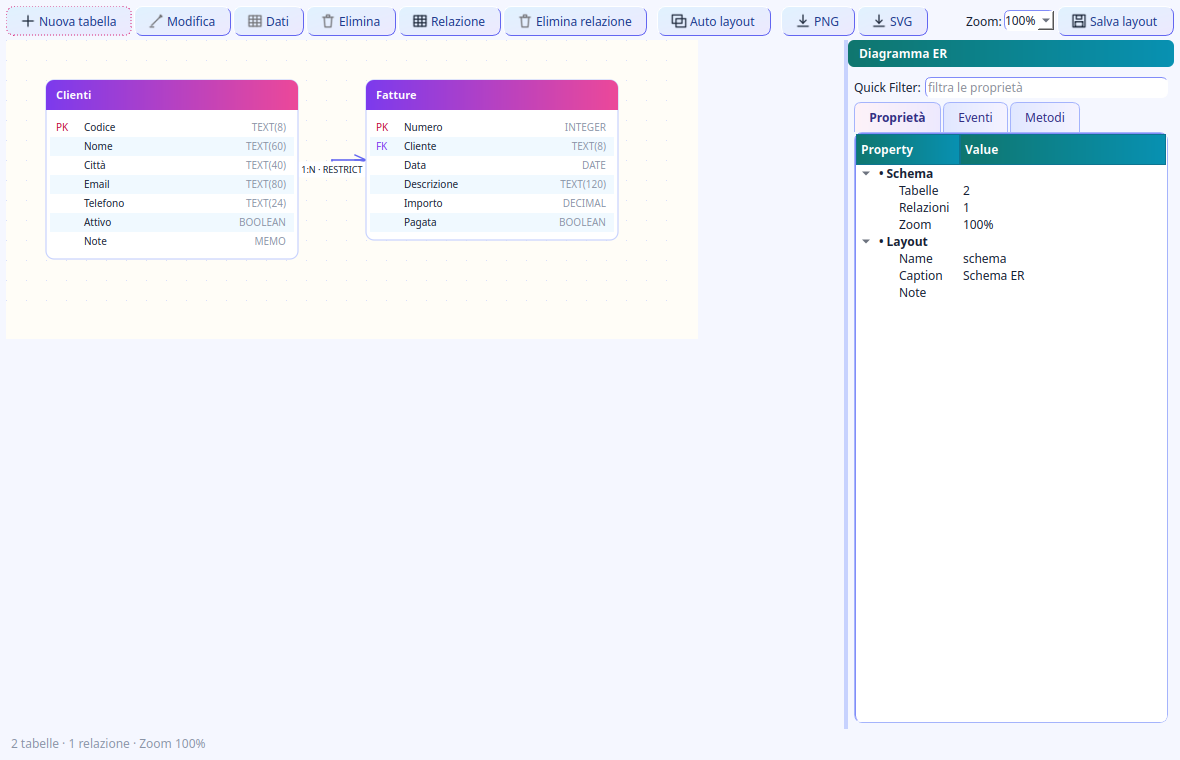 Nuova tabella Modifica Dati Elimina Relazione Elimina relazione Auto layout PNG SVG Zoom: 100% Salva layout
Clienti
PK Codice TEXT(8)
Nome TEXT(60)
Città TEXT(40)
Email TEXT(80)
Telefono TEXT(24)
Attivo BOOLEAN
Note MEMO
1:N · RESTRICT
Fatture
PK Numero INTEGER
FK Cliente TEXT(8)
Data DATE
Descrizione TEXT(120)
Importo DECIMAL
Pagata BOOLEAN
Diagramma ER
Quick Filter: filtra le proprietà
Proprietà Eventi Metodi
Property Value
• Schema
Tabelle 2
Relazioni 1
Zoom 100%
• Layout
Name schema
Caption Schema ER
Note
2 tabelle · 1 relazione · Zoom 100%